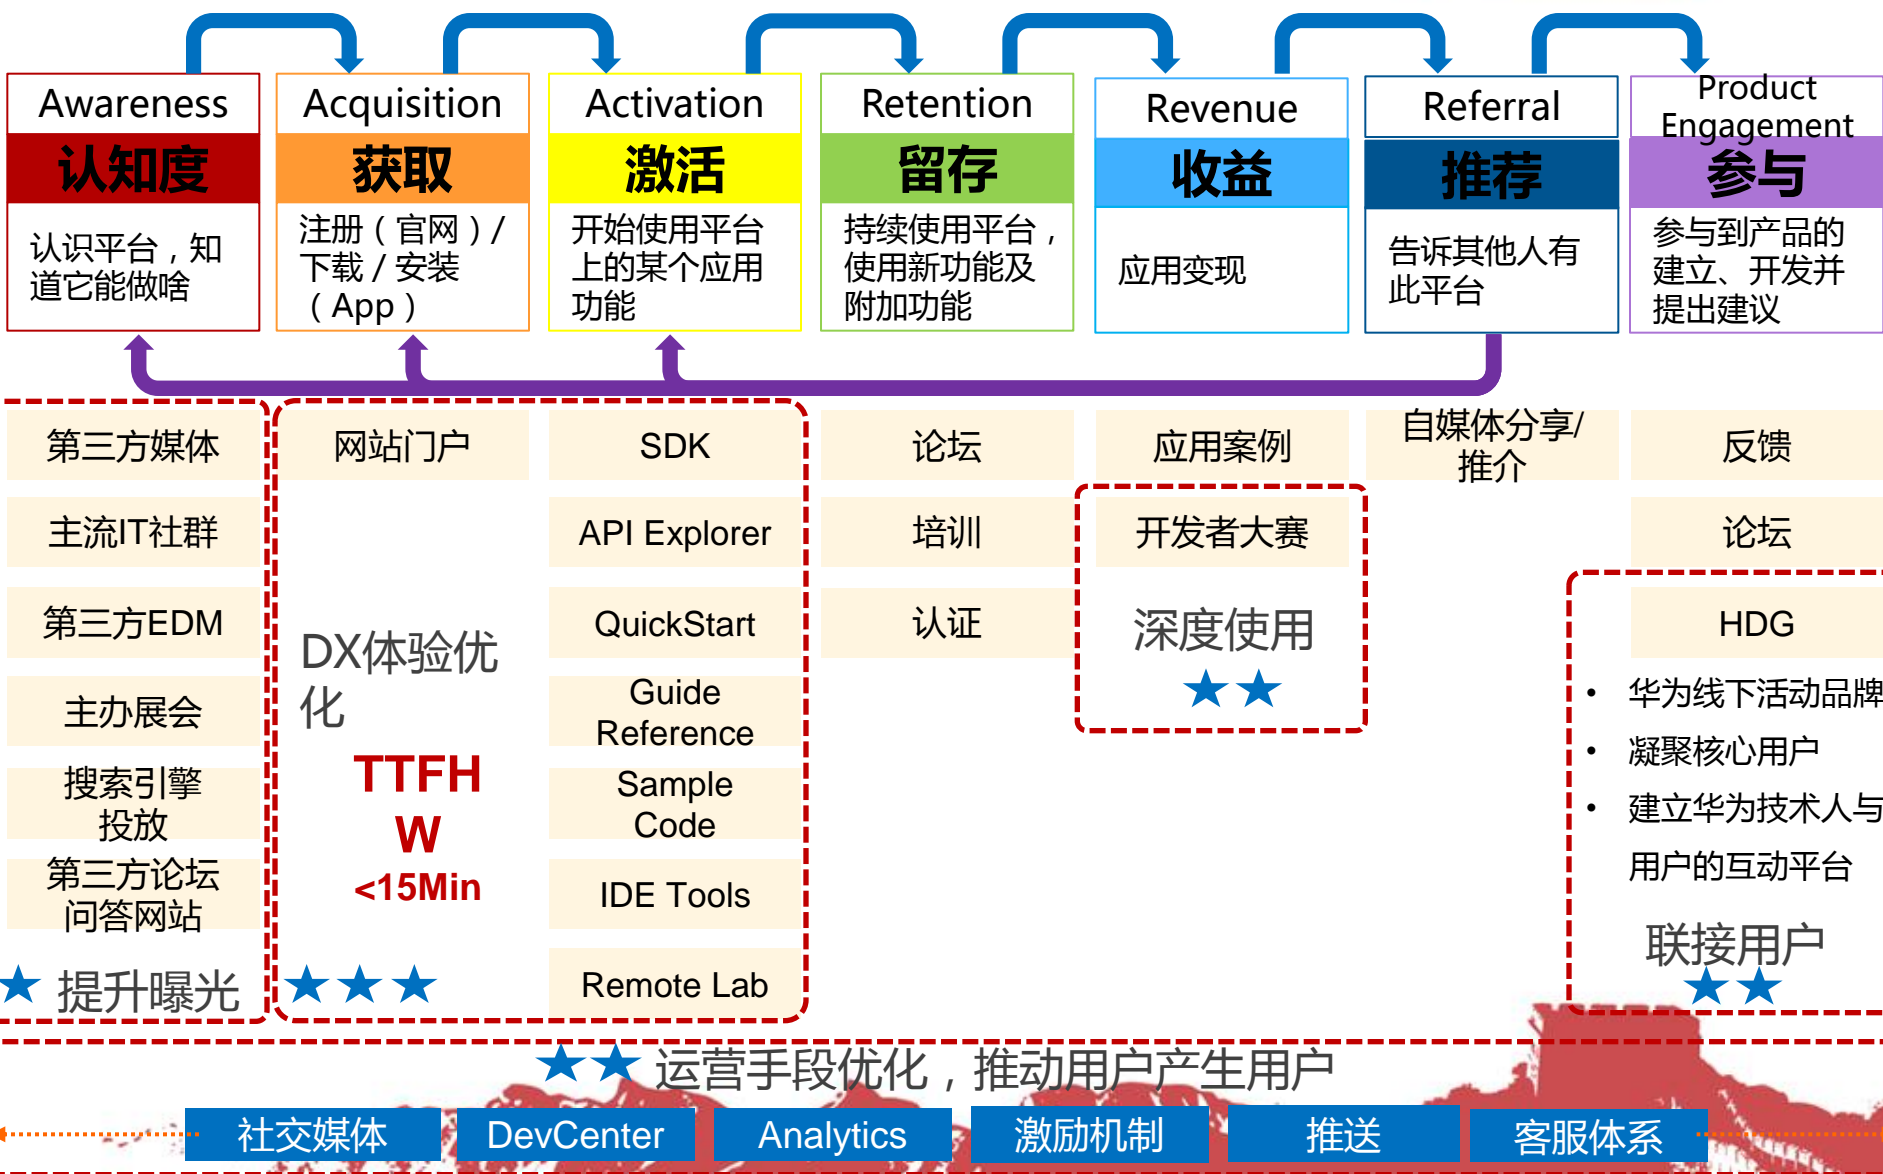 Awareness
认知度
认识平台，知
道它能做啥
Acquisition
获取
注册（官网）/
下载 / 安装
（App）
Activation
激活
开始使用平台
上的某个应用
功能
Retention
留存
持续使用平台，
使用新功能及
附加功能
Revenue
收益
应用变现
Referral
推荐
告诉其他人有
此平台
Product
Engagement
参与
参与到产品的
建立、开发并
提出建议
第三方媒体
主流IT社群
第三方EDM
主办展会
搜索引擎
投放
第三方论坛
问答网站
提升曝光
网站门户
DX体验优
化
TTFH
W
<15Min
SDK
API Explorer
QuickStart
Guide
Reference
Sample
Code
IDE Tools
Remote Lab
论坛
培训
认证
应用案例
开发者大赛
深度使用
自媒体分享/
推介
反馈
论坛
HDG
• 华为线下活动品牌
• 凝聚核心用户
• 建立华为技术人与
用户的互动平台
联接用户
运营手段优化，推动用户产生用户
社交媒体
DevCenter
Analytics
激励机制
推送
客服体系